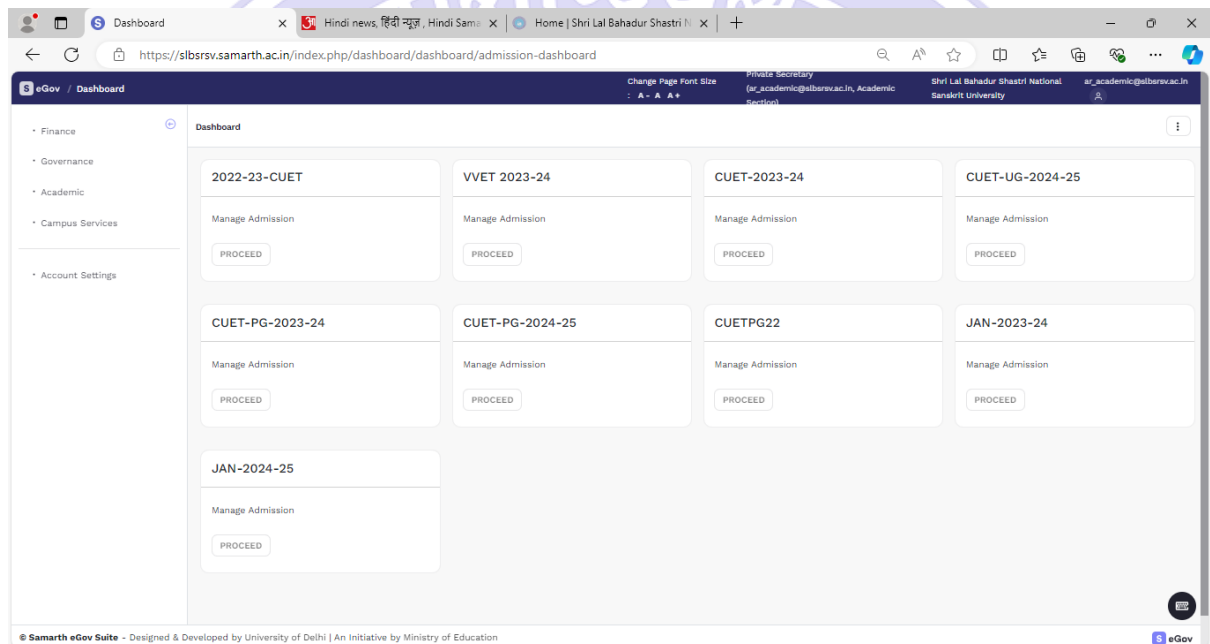 Dashboard
Hindi news, हिंदी न्यूज़ , Hindi Sama
Home | Shri Lal Bahadur Shastri N
https://slbsrsv.samarth.ac.in/index.php/dashboard/dashboard/admission-dashboard
S eGov / Dashboard
Change Page Font Size
: A- A A+
Private Secretary
(ar_academic@slbsrsv.ac.in, Academic
Section)
Shri Lal Bahadur Shastri National
Sanskrit University
ar_academic@slbsrsv.ac.in
Finance
Governance
Academic
Campus Services
Account Settings
Dashboard
2022-23-CUET
Manage Admission
PROCEED
VVET 2023-24
Manage Admission
PROCEED
CUET-2023-24
Manage Admission
PROCEED
CUET-UG-2024-25
Manage Admission
PROCEED
CUET-PG-2023-24
Manage Admission
PROCEED
CUET-PG-2024-25
Manage Admission
PROCEED
CUETPG22
Manage Admission
PROCEED
JAN-2023-24
Manage Admission
PROCEED
JAN-2024-25
Manage Admission
PROCEED
© Samarth eGov Suite - Designed & Developed by University of Delhi | An Initiative by Ministry of Education
S eGov